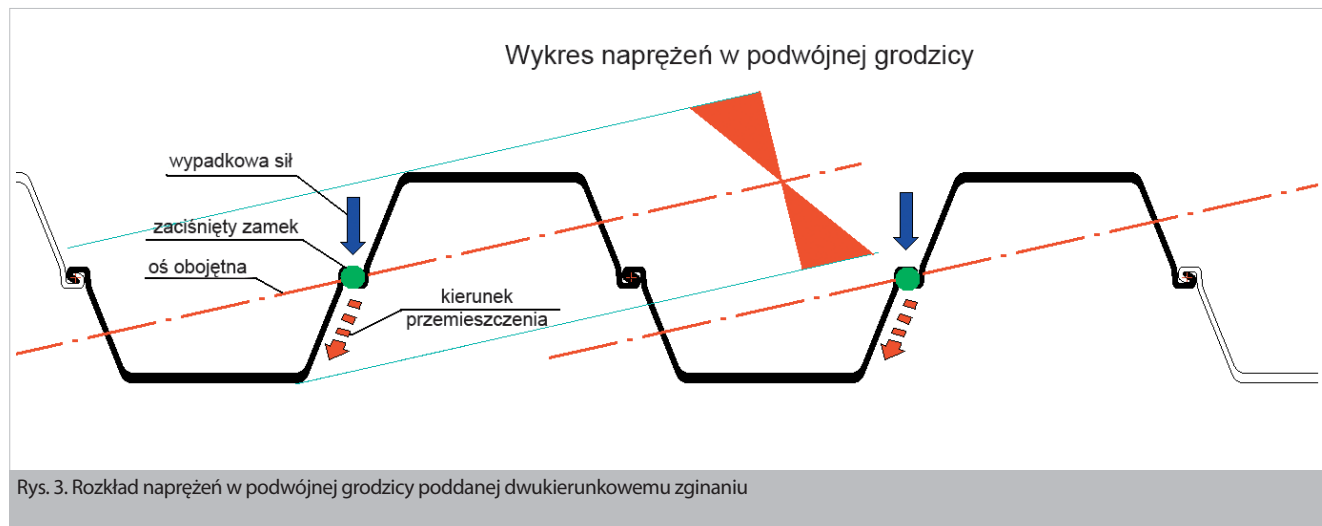 Wykres naprężeń w podwójnej grodzicy
wypadkowa sił
zaciśnięty zamek
oś obojętna
kierunek
przemieszczenia
Rys. 3. Rozkład naprężeń w podwójnej grodzicy poddanej dwukierunkowemu zginaniu